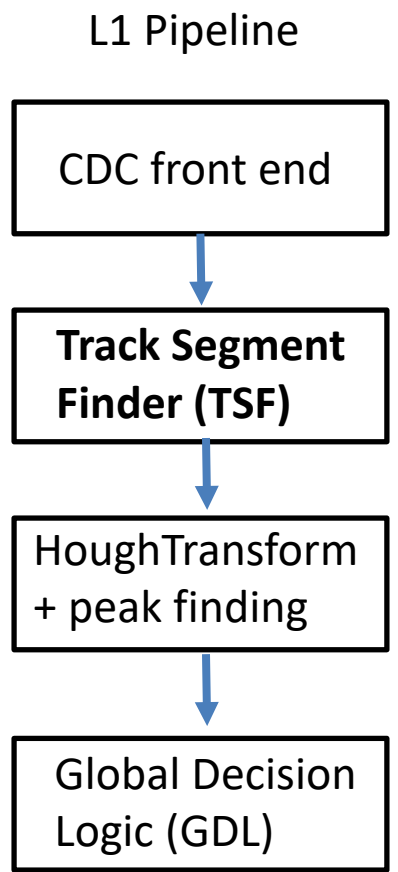 L1 Pipeline
CDC front end
Track Segment
Finder (TSF)
HoughTransform
+ peak finding
Global Decision
Logic (GDL)